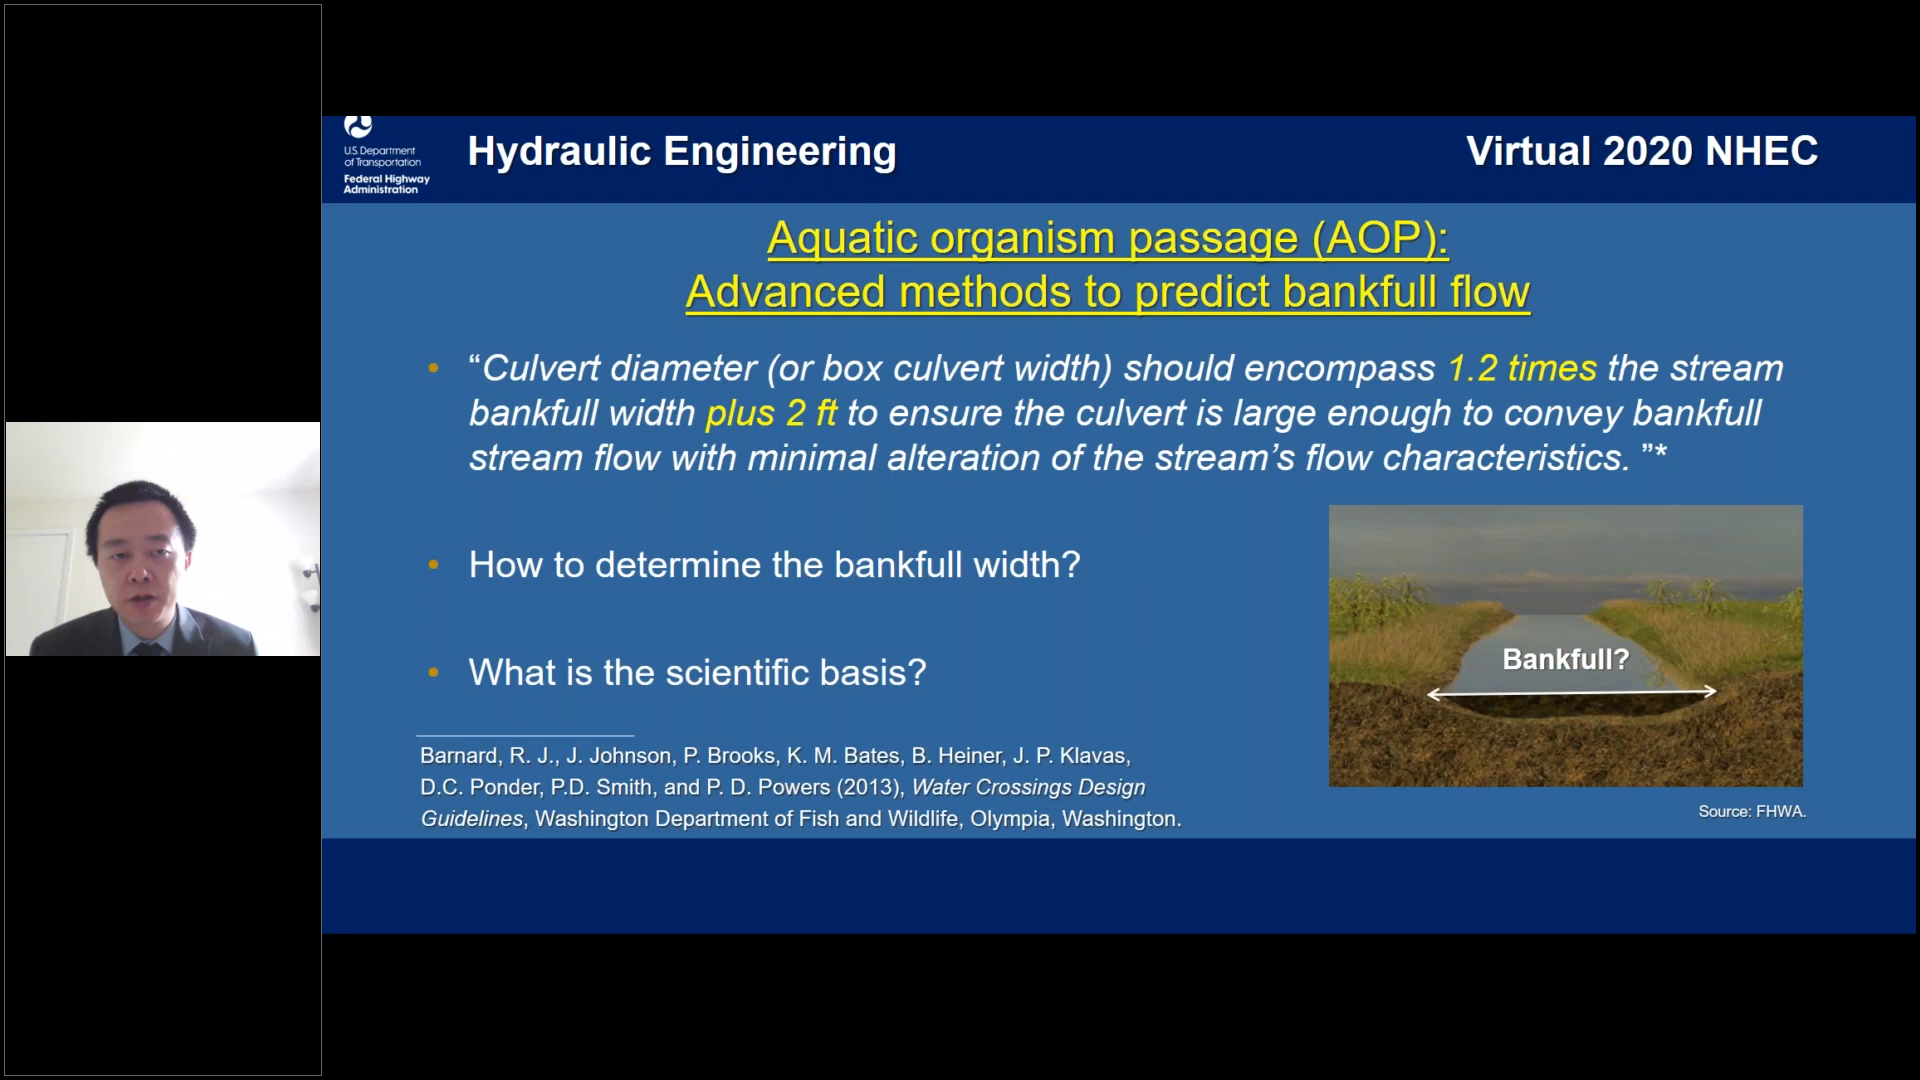 U.S. Department
of Transportation
Federal Highway
Administration
Hydraulic Engineering
Virtual 2020 NHEC
Aquatic organism passage (AOP):
Advanced methods to predict bankfull flow
• “Culvert diameter (or box culvert width) should encompass 1.2 times the stream
bankfull width plus 2 ft to ensure the culvert is large enough to convey bankfull
stream flow with minimal alteration of the stream’s flow characteristics. ”*
• How to determine the bankfull width?
• What is the scientific basis?
Bankfull?
Barnard, R. J., J. Johnson, P. Brooks, K. M. Bates, B. Heiner, J. P. Klavas,
D.C. Ponder, P.D. Smith, and P. D. Powers (2013), Water Crossings Design
Guidelines, Washington Department of Fish and Wildlife, Olympia, Washington.
Source: FHWA.